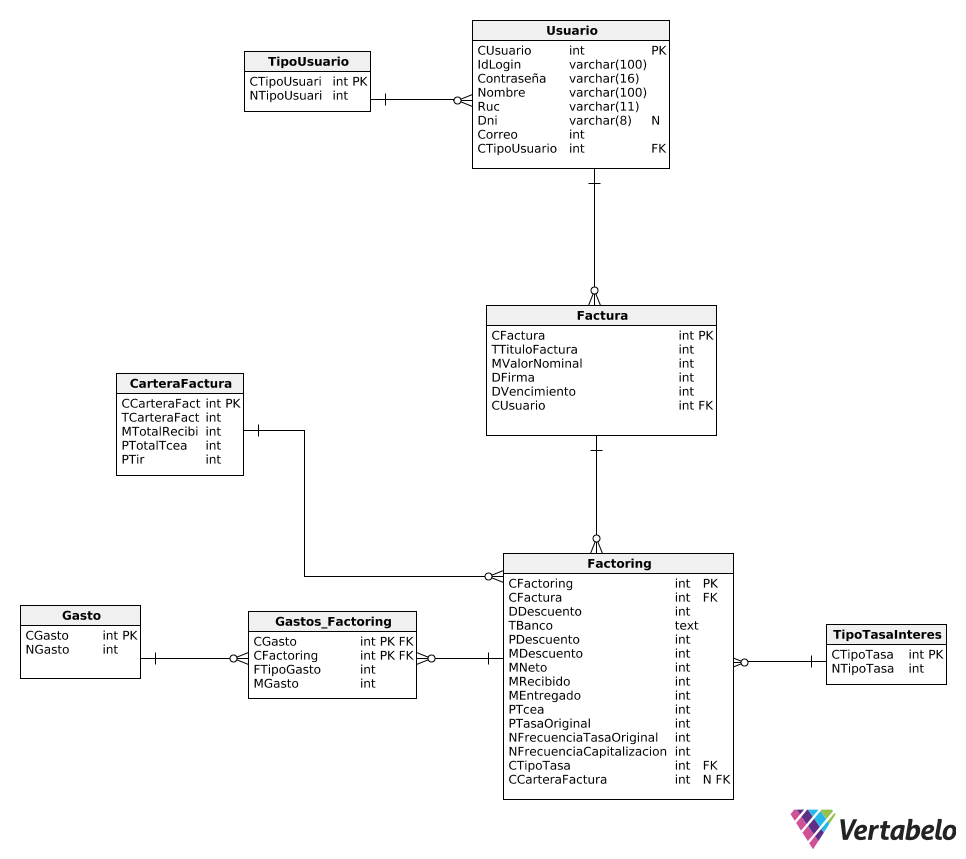 Usuario
CUsuario int PK
IdLogin varchar(100)
Contraseña varchar(16)
Nombre varchar(100)
Ruc varchar(11)
Dni varchar(8) N
Correo int
CTipoUsuario int FK
TipoUsuario
CTipoUsuari int PK
NTipoUsuari int
Factura
CFactura int PK
TTituloFactura int
MValorNominal int
DFirma int
DVencimiento int
CUsuario int FK
CarteraFactura
CCarteraFact int PK
TCarteraFact int
MTotalRecibi int
PTotalTcea int
PTir int
Factoring
CFactoring int PK
CFactura int FK
DDescuento int
TBanco text
PDescuento int
MDescuento int
MNeto int
MRecibido int
MEntregado int
PTcea int
PTasaOriginal int
NFrecuenciaTasaOriginal int
NFrecuenciaCapitalizacion int
CTipoTasa int FK
CCarteraFactura int N FK
Gasto
CGasto int PK
NGasto int
Gastos_Factoring
CGasto int PK FK
CFactoring int PK FK
FTipoGasto int
MGasto int
TipoTasaInteres
CTipoTasa int PK
NTipoTasa int
Vertabelo